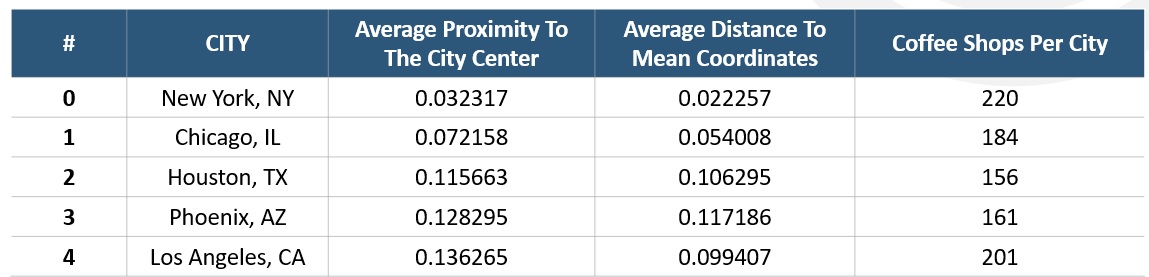 # CITY Average Proximity To The City Center Average Distance To Mean Coordinates Coffee Shops Per City
0 New York, NY 0.032317 0.022257 220
1 Chicago, IL 0.072158 0.054008 184
2 Houston, TX 0.115663 0.106295 156
3 Phoenix, AZ 0.128295 0.117186 161
4 Los Angeles, CA 0.136265 0.099407 201